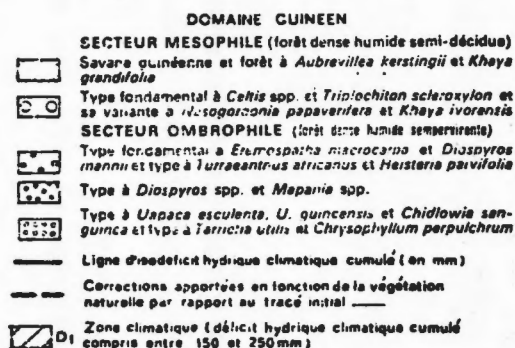 DOMAINE GUINEEN
SECTEUR MESOPHILE (forêt dense humide semi-décidue)
Savane guinéenne et forêt à Aubrevillea kerstingii et Khaya
grandifolia
Type fondamental à Celtis spp. et Triplochiton scleroxylon et
sa variante à Nesogordonia papaverifera et Khaya ivorensis
SECTEUR OMBROPHILE (forêt dense humide sempervirente)
Type fondamental à Eremospatha macrocarpa et Diospyros
mannii et type à Turraeanthus africanus et Heisteria parvifolia
Type à Diospyros spp. et Mapania spp.
Type à Uapaca esculenta, U. guineensis et Chidlowia san-
guinea et type à Tarrietia utilis et Chrysophyllum perpulchrum
Ligne d'isodeficit hydrique climatique cumulé (en mm)
Corrections apportées en fonction de la végétation
naturelle par rapport au tracé initial
D1 Zone climatique (déficit hydrique climatique cumulé
compris entre 150 et 250mm)